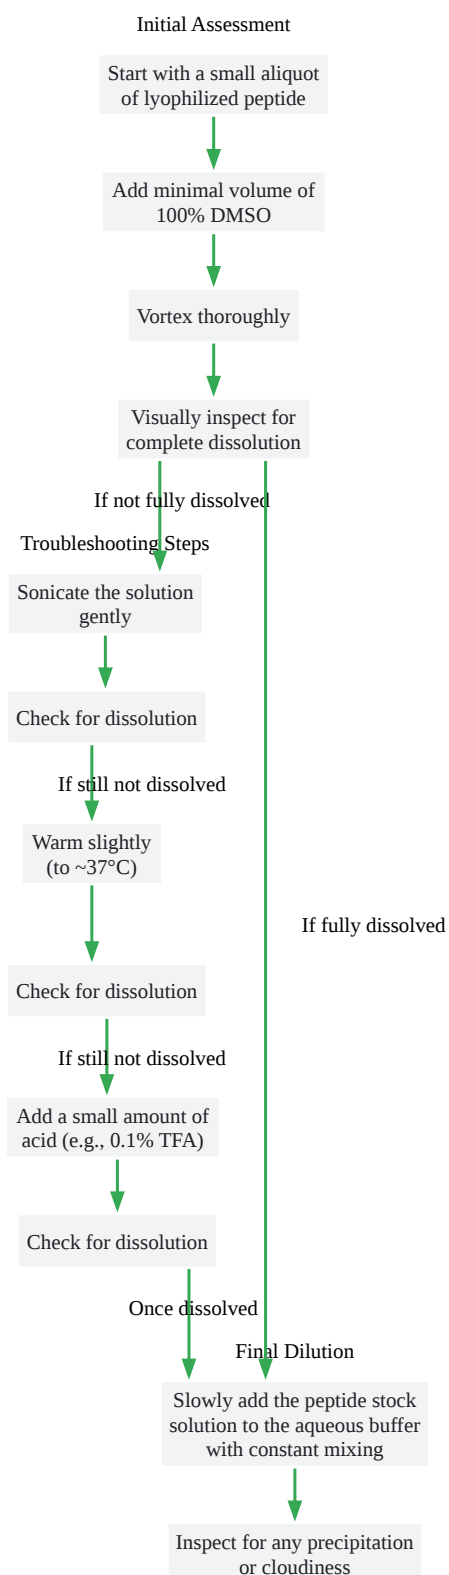 Initial Assessment
Start with a small aliquot
of lyophilized peptide
Add minimal volume of
100% DMSO
Vortex thoroughly
Visually inspect for
complete dissolution
If not fully dissolved
Troubleshooting Steps
Sonicate the solution
gently
Check for dissolution
If still not dissolved
Warm slightly
(to ~37°C)
If fully dissolved
Check for dissolution
If still not dissolved
Add a small amount of
acid (e.g., 0.1% TFA)
Check for dissolution
Once dissolved
Final Dilution
Slowly add the peptide stock
solution to the aqueous buffer
with constant mixing
Inspect for any precipitation
or cloudiness